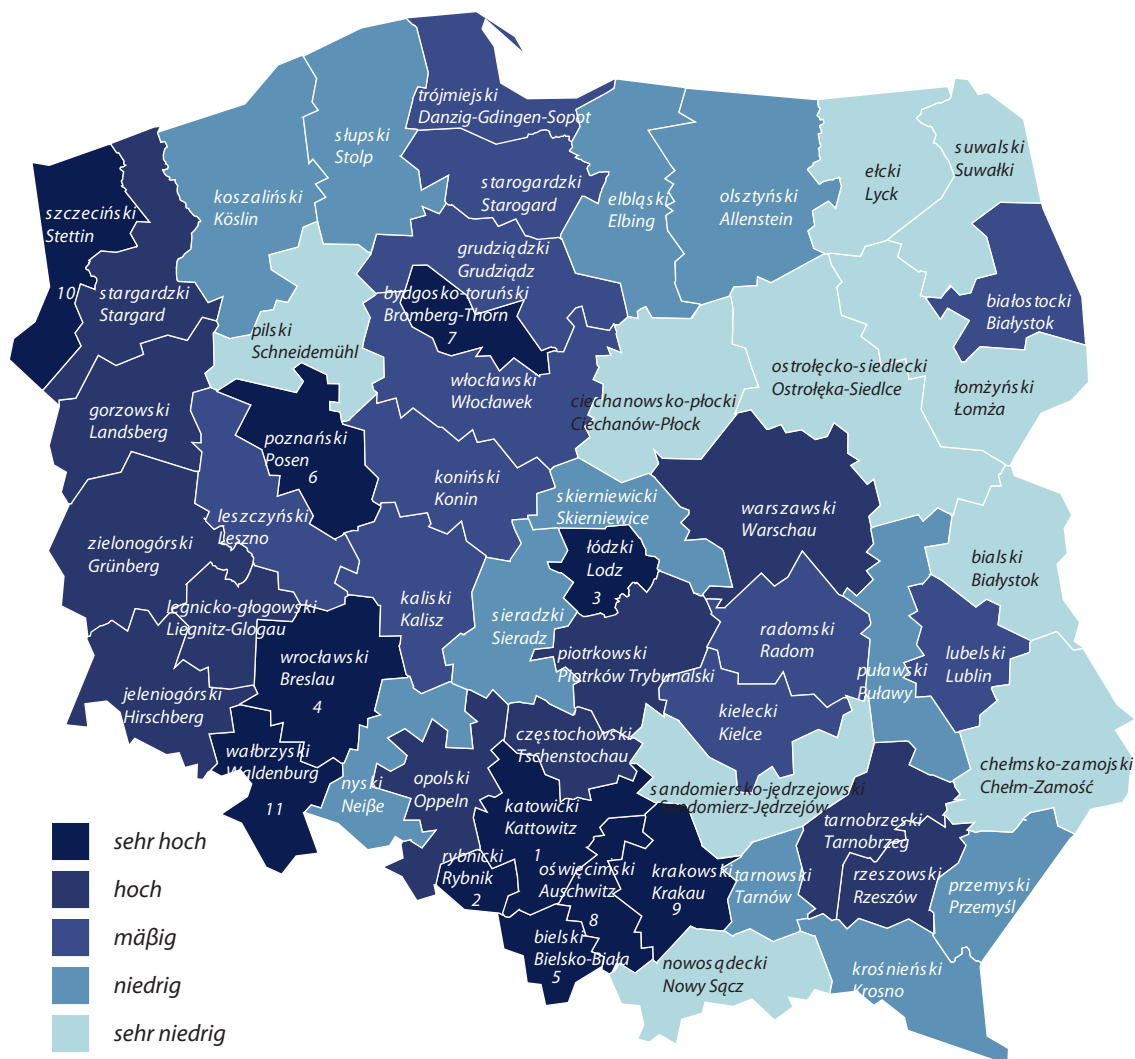 trójmiejski
Danzig-Gdingen-Sopot
słupski
Stolp
starogardzki
Starogard
suwalski
Suwałki
ełcki
Lyck
koszaliński
Köslin
elbląski
Elbing
olsztyński
Allenstein
szczeciński
Stettin
10
stargardzki
Stargard
grudziądzki
Grudziądz
bydgosko-toruński
Bromberg-Thorn
7
białostocki
Białystok
pilski
Schneidemühl
ostrołęcko-siedlecki
Ostrołęka-Siedlce
włocławski
Włocławek
ciechanowsko-płocki
Ciechanów-Płock
łomżyński
Łomża
gorzowski
Landsberg
poznański
Posen
6
koniński
Konin
skierniewicki
Skierniewice
warszawski
Warschau
leszczyński
Leszno
zielonogórski
Grünberg
łódzki
Lodz
3
bialski
Białystok
legnicko-głogowski
Liegnitz-Glogau
kaliski
Kalisz
sieradzki
Sieradz
radomski
Radom
lubelski
Lublin
wrocławski
Breslau
4
piotrkowski
Piotrków Trybunalski
puławski
Puławy
jeleniogórski
Hirschberg
kielecki
Kielce
częstochowski
Tschenstochau
wałbrzyski
Waldenburg
11
nyski
Neiße
opolski
Oppeln
chełmsko-zamojski
Chełm-Zamość
sandomiersko-jędrzejowski
Sandomierz-Jędrzejów
katowicki
Kattowitz
1
tarnobrzeski
Tarnobrzeg
rybnicki
Rybnik
2
oświęcimski
Auschwitz
8
krakowski
Krakau
9
tarnowski
Tarnów
rzeszowski
Rzeszów
przemyski
Przemyśl
bielski
Bielsko-Biała
5
nowosądecki
Nowy Sącz
krośnieński
Krosno
sehr hoch
hoch
mäßig
niedrig
sehr niedrig